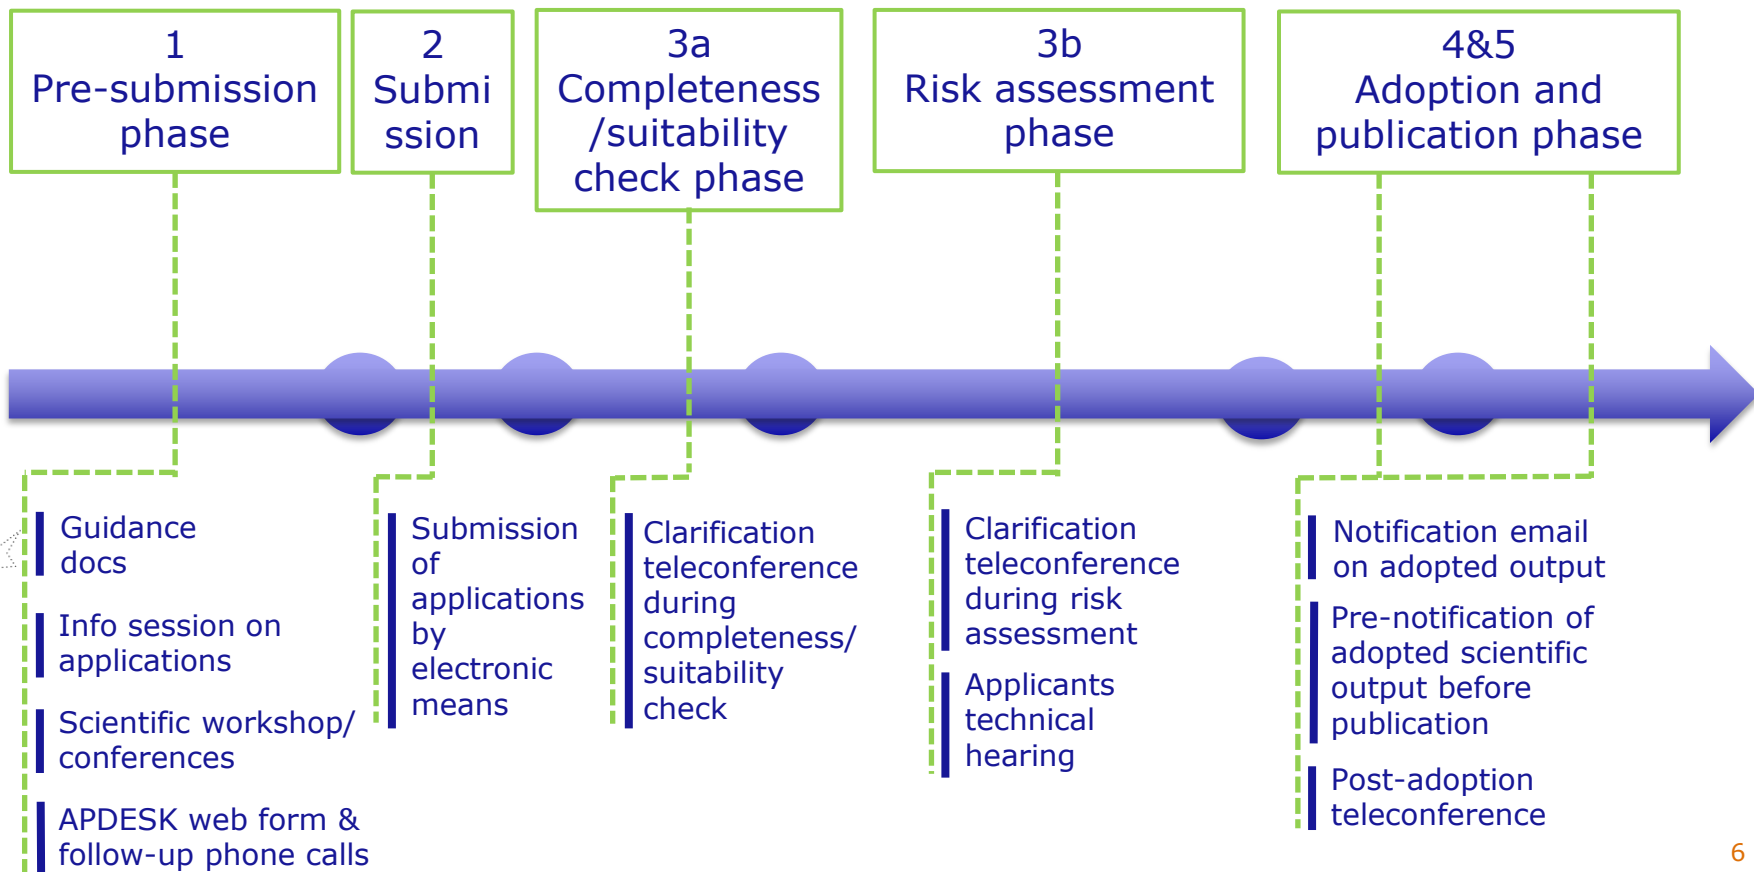 1
Pre-submission
phase
2
Submi
ssion
3a
Completeness
/suitability
check phase
3b
Risk assessment
phase
4&5
Adoption and
publication phase
Guidance
docs
Info session on
applications
Scientific workshop/
conferences
APDESK web form &
follow-up phone calls
Submission
of
applications
by
electronic
means
Clarification
teleconference
during
completeness/
suitability
check
Clarification
teleconference
during risk
assessment
Applicants
technical
hearing
Notification email
on adopted output
Pre-notification of
adopted scientific
output before
publication
Post-adoption
teleconference
6